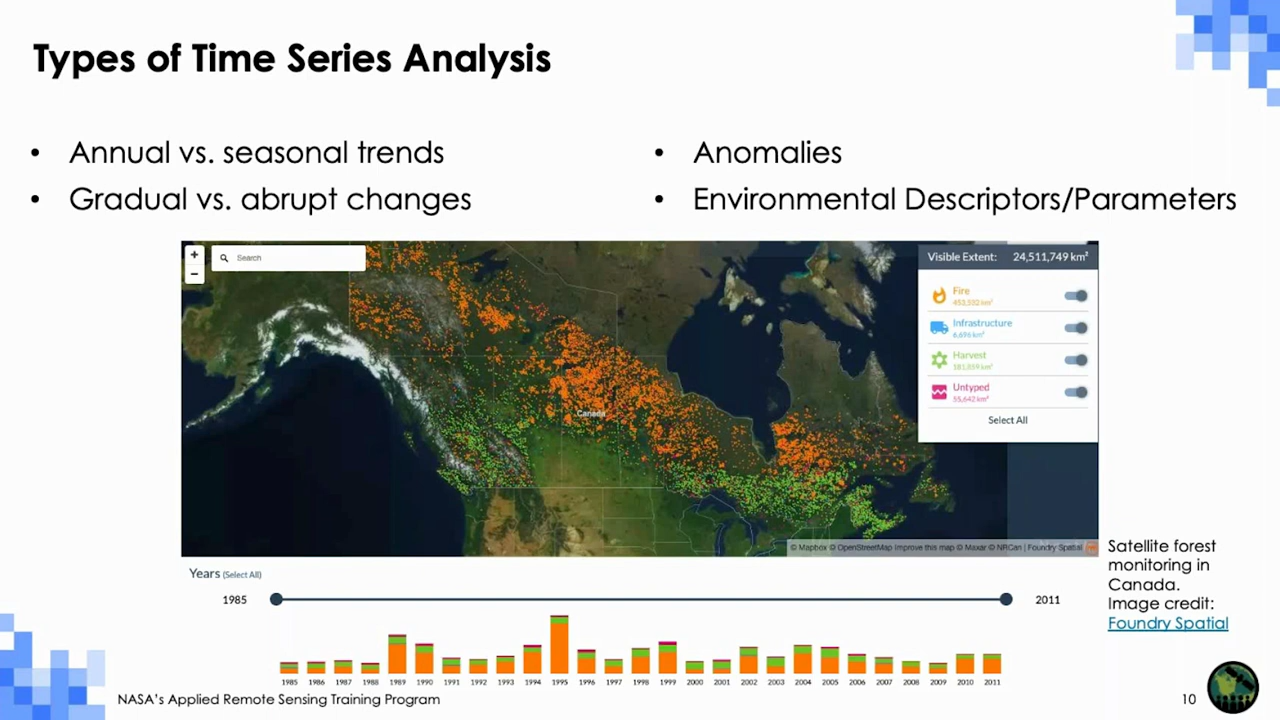 Types of Time Series Analysis
• Annual vs. seasonal trends
• Gradual vs. abrupt changes
• Anomalies
• Environmental Descriptors/Parameters
+
−
Search
Canada
Visible Extent: 24,511,749 km²
Fire
453,592 km²
Infrastructure
6,696 km²
Harvest
181,859 km²
Untyped
55,642 km²
Select All
© Mapbox © OpenStreetMap Improve this map © Maxar © NRCan | Foundry Spatial
Satellite forest
monitoring in
Canada.
Image credit:
Foundry Spatial
Years (Select All)
1985
2011
1985 1986 1987 1988 1989 1990 1991 1992 1993 1994 1995 1996 1997 1998 1999 2000 2001 2002 2003 2004 2005 2006 2007 2008 2009 2010 2011
NASA's Applied Remote Sensing Training Program
10